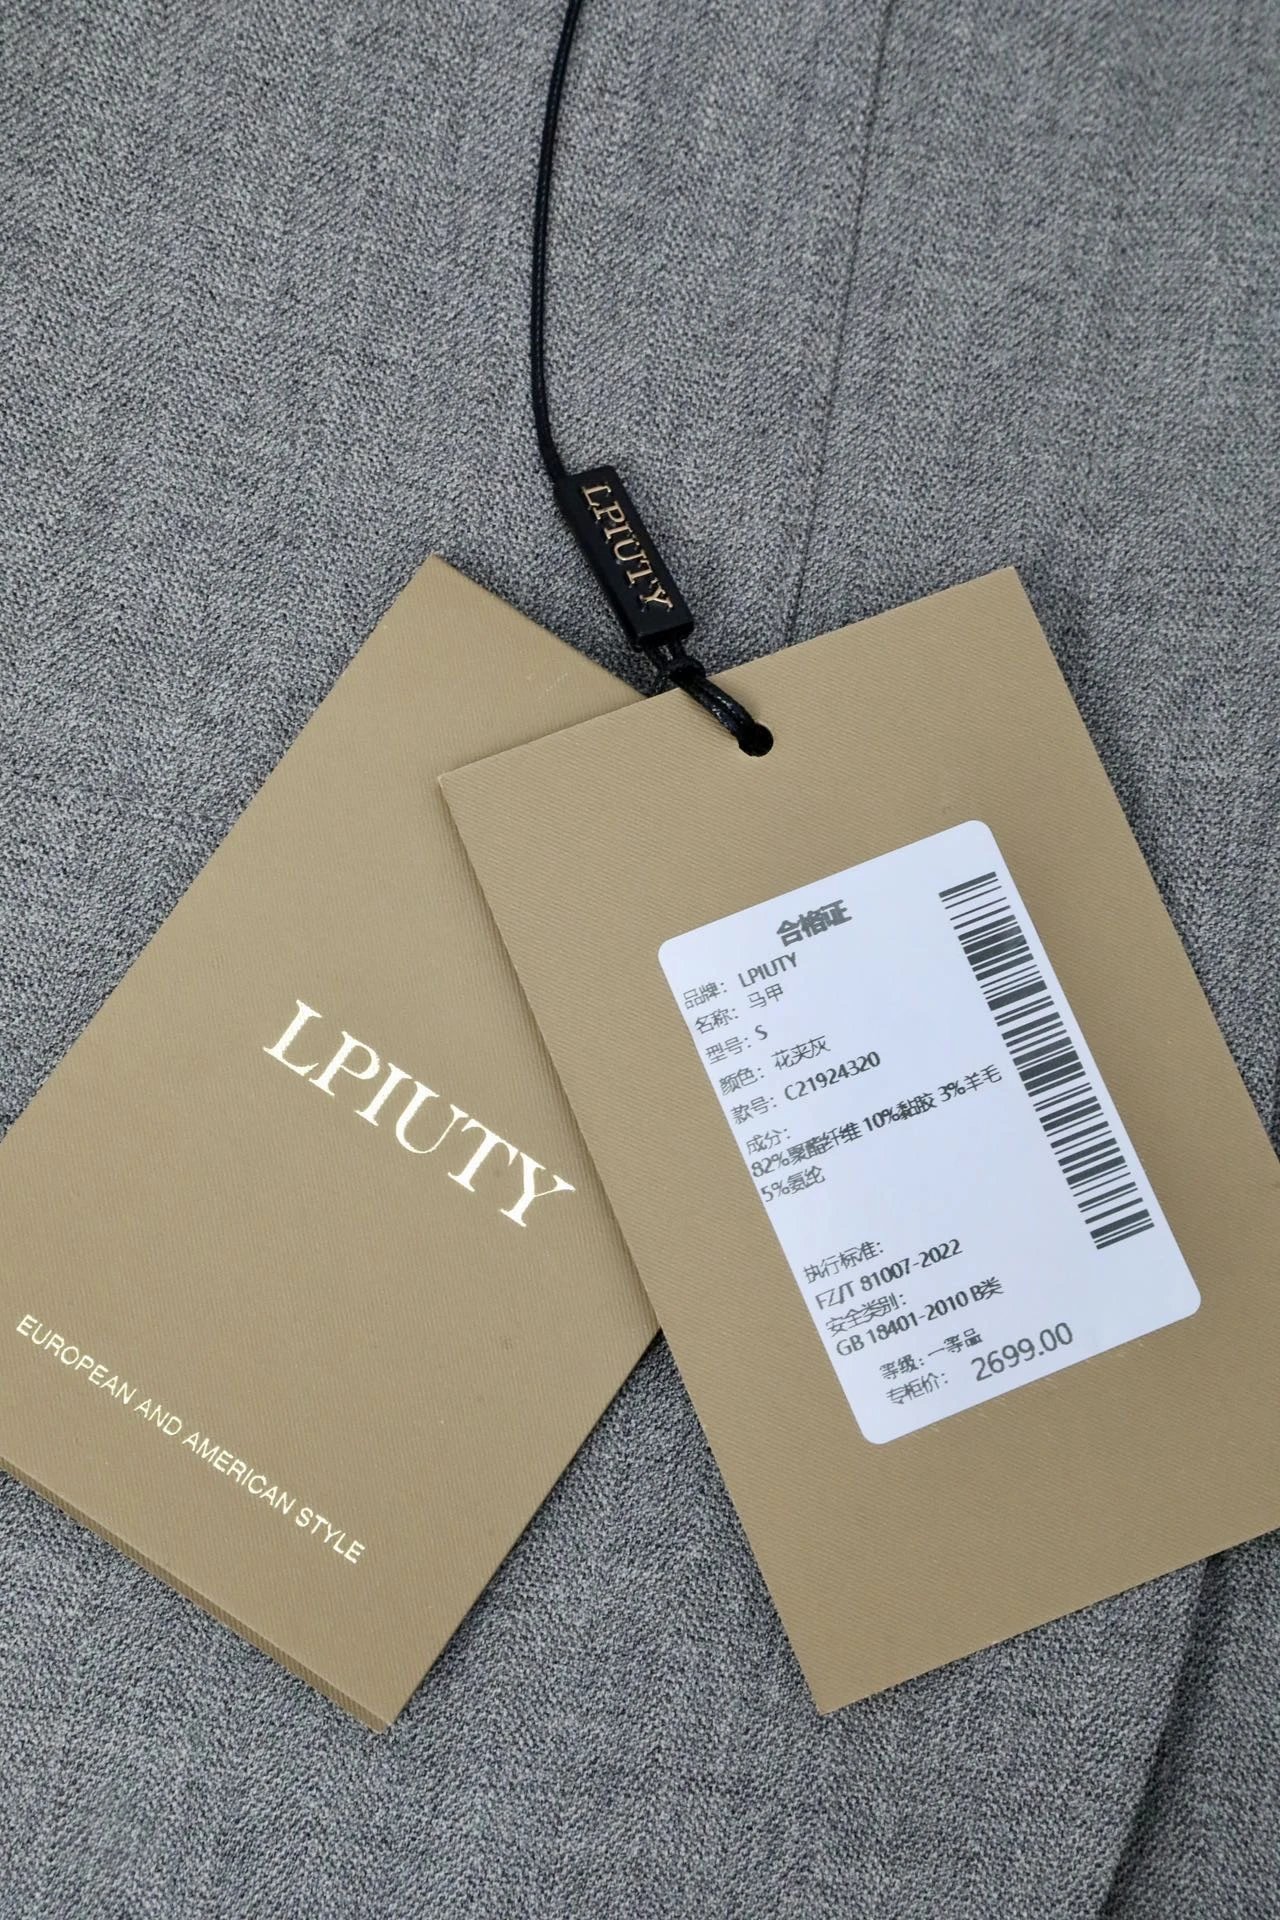 LPIUTY
LPIUTY
EUROPEAN AND AMERICAN STYLE
合格证
品牌： LPIUTY
名称： 马甲
型号： S
颜色： 花夹灰
款号： C21924320
成分：
82%聚酯纤维 10%黏胶 3%羊毛
5%氨纶
执行标准：
FZ/T 81007-2022
安全类别：
GB 18401-2010 B类
等级： 一等品
专柜价： 2699.00